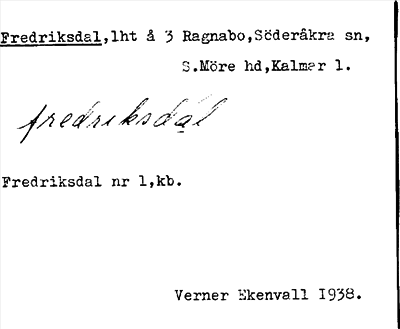 Fredriksdal,lht å 3 Ragnabo,Söderåkra sn,
S.Möre hd,Kalmar l.
fredriksdal
Fredriksdal nr 1,kb.
Verner Ekenvall 1938.